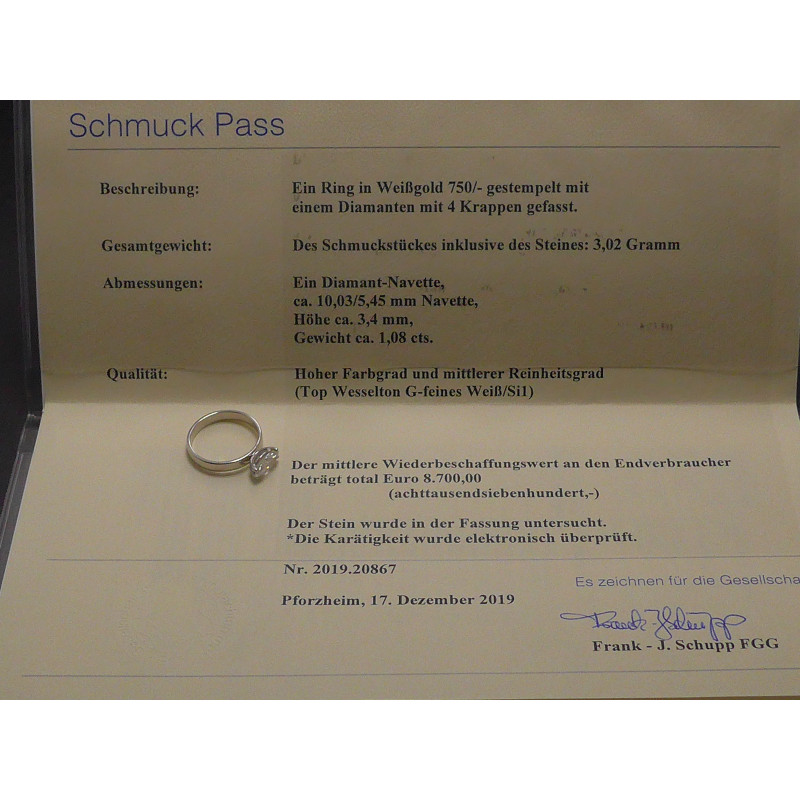 Schmuck Pass
Beschreibung: Ein Ring in Weißgold 750/- gestempelt mit
einem Diamanten mit 4 Krappen gefasst.
Gesamtgewicht: Des Schmuckstückes inklusive des Steines: 3,02 Gramm
Abmessungen: Ein Diamant-Navette,
ca. 10,03/5,45 mm Navette,
Höhe ca. 3,4 mm,
Gewicht ca. 1,08 cts.
Qualität: Hoher Farbgrad und mittlerer Reinheitsgrad
(Top Wesselton G-feines Weiß/Si1)
Der mittlere Wiederbeschaffungswert an den Endverbraucher
beträgt total Euro 8.700,00
(achttausendsiebenhundert,-)
Der Stein wurde in der Fassung untersucht.
*Die Karätigkeit wurde elektronisch überprüft.
Nr. 2019.20867
Es zeichnen für die Gesellscha
Pforzheim, 17. Dezember 2019
Frank - J. Schupp FGG